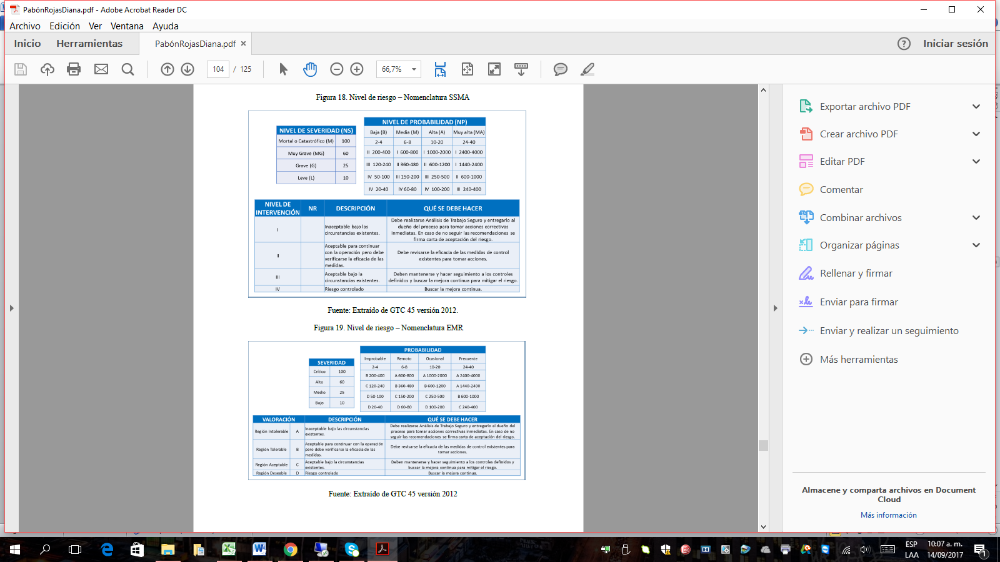 PabónRojasDiana.pdf - Adobe Acrobat Reader DC
Archivo Edición Ver Ventana Ayuda
Inicio Herramientas PabónRojasDiana.pdf × Iniciar sesión
104 / 125 66,7%
Figura 18. Nivel de riesgo – Nomenclatura SSMA
NIVEL DE SEVERIDAD (NS)
Mortal o Catastrófico (M) 100
Muy Grave (MG) 60
Grave (G) 25
Leve (L) 10
NIVEL DE PROBABILIDAD (NP)
Baja (B) Media (M) Alta (A) Muy alta (MA)
2-4 6-8 10-20 24-40
II 200-400 I 600-800 I 1000-2000 I 2400-4000
III 120-240 II 360-480 II 600-1200 I 1440-2400
IV 50-100 III 150-200 III 250-500 II 600-1000
IV 20-40 IV 60-80 IV 100-200 III 240-400
NIVEL DE INTERVENCIÓN NR DESCRIPCIÓN QUÉ SE DEBE HACER
I
Inaceptable bajo las
circunstancias existentes.
Debe realizarse Análisis de Trabajo Seguro y entregarlo al
dueño del proceso para tomar acciones correctivas
inmediatas. En caso de no seguir las recomendaciones se
firma carta de aceptación del riesgo.
II
Aceptable para continuar
con la operación pero debe
verificarse la eficacia de las
medidas.
Debe revisarse la eficacia de las medidas de control
existentes para tomar acciones.
III
Aceptable bajo la
circunstancias existentes.
Deben mantenerse y hacer seguimiento a los controles
definidos y buscar la mejora continua para mitigar el riesgo.
IV Riesgo controlado Buscar la mejora continua.
Fuente: Extraído de GTC 45 versión 2012.
Figura 19. Nivel de riesgo – Nomenclatura EMR
SEVERIDAD
Crítico 100
Alto 60
Medio 25
Bajo 10
PROBABILIDAD
Improbable Remoto Ocasional Frecuente
2-4 6-8 10-20 24-40
B 200-400 A 600-800 A 1000-2000 A 2400-4000
C 120-240 B 360-480 B 600-1200 A 1440-2400
D 50-100 C 150-200 C 250-500 B 600-1000
D 20-40 D 60-80 D 100-200 C 240-400
VALORACIÓN DESCRIPCIÓN QUÉ SE DEBE HACER
Región Intolerable A
Inaceptable bajo las circunstancias
existentes.
Debe realizarse Análisis de Trabajo Seguro y entregarlo al dueño del
proceso para tomar acciones correctivas inmediatas. En caso de no
seguir las recomendaciones se firma carta de aceptación del riesgo.
Región Tolerable B
Aceptable para continuar con la operación
pero debe verificarse la eficacia de las
medidas.
Debe revisarse la eficacia de las medidas de control existentes para
tomar acciones.
Región Aceptable C
Aceptable bajo la circunstancias
existentes.
Deben mantenerse y hacer seguimiento a los controles definidos y
buscar la mejora continua para mitigar el riesgo.
Región Deseable D Riesgo controlado Buscar la mejora continua.
Fuente: Extraído de GTC 45 versión 2012
Exportar archivo PDF
Crear archivo PDF
Editar PDF
Comentar
Combinar archivos
Organizar páginas
Rellenar y firmar
Enviar para firmar
Enviar y realizar un seguimiento
Más herramientas
Almacene y comparta archivos en Document
Cloud
Más información
ESP
LAA
10:07 a. m.
14/09/2017
1